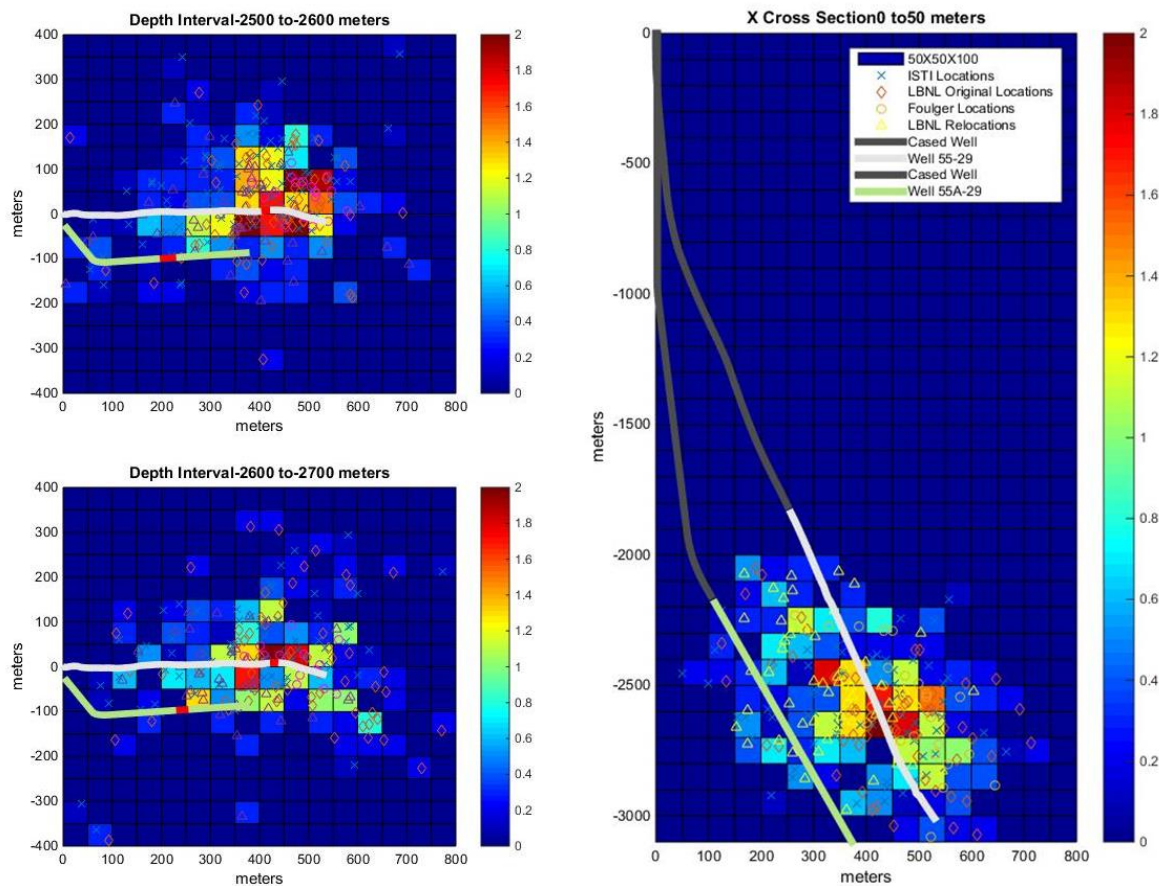 Depth Interval-2500 to-2600 meters
400
300
200
100
0
-100
-200
-300
-400
meters
0 100 200 300 400 500 600 700 800
meters
2
1.8
1.6
1.4
1.2
1
0.8
0.6
0.4
0.2
0
Depth Interval-2600 to-2700 meters
400
300
200
100
0
-100
-200
-300
-400
meters
0 100 200 300 400 500 600 700 800
meters
2
1.8
1.6
1.4
1.2
1
0.8
0.6
0.4
0.2
0
X Cross Section0 to50 meters
0
-500
-1000
-1500
-2000
-2500
-3000
meters
0 100 200 300 400 500 600 700 800
meters
50X50X100
ISTI Locations
LBNL Original Locations
Foulger Locations
LBNL Relocations
Cased Well
Well 55-29
Cased Well
Well 55A-29
2
1.8
1.6
1.4
1.2
1
0.8
0.6
0.4
0.2
0